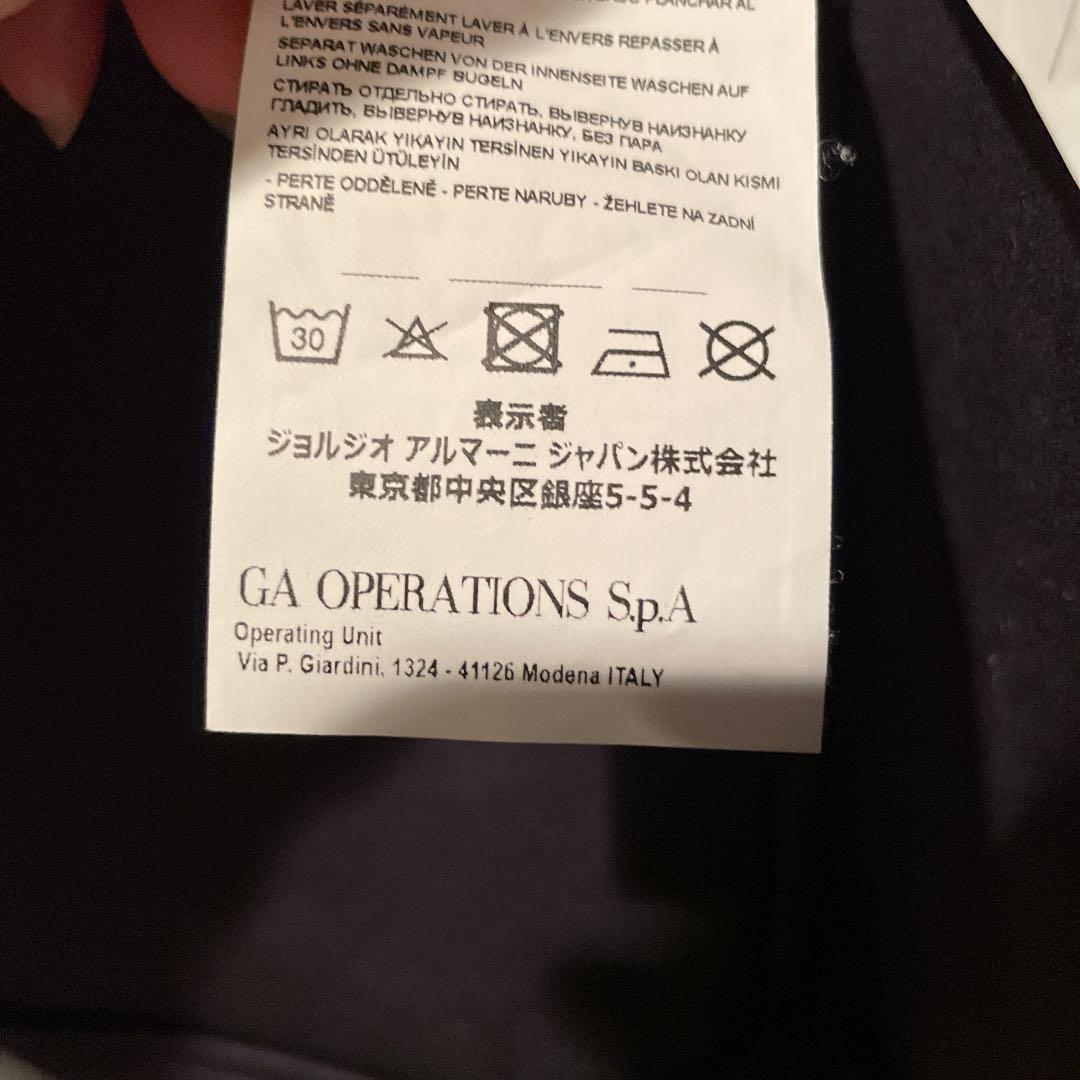 PLANCHAR AL
LAVER SÉPARÉMENT LAVER À L'ENVERS REPASSER À
L'ENVERS SANS VAPEUR
SEPARAT WASCHEN VON DER INNENSEITE WASCHEN AUF
LINKS OHNE DAMPF BUGELN
СТИРАТЬ ОТДЕЛЬНО СТИРАТЬ, ВЫВЕРНУВ НАИЗНАНКУ
ГЛАДИТЬ, ВЫВЕРНУВ НАИЗНАНКУ, БЕЗ ПАРА
AYRI OLARAK YIKAYIN TERSİNEN YIKAYIN BASKI OLAN KISMI
TERSİNDEN ÜTÜLEYİN
- PERTE ODDĚLENĚ - PERTE NARUBY - ŽEHLETE NA ZADNÍ
STRANĚ
30
表示者
ジョルジオ アルマーニ ジャパン株式会社
東京都中央区銀座5-5-4
GA OPERATIONS S.p.A
Operating Unit
Via P. Giardini, 1324 - 41126 Modena ITALY